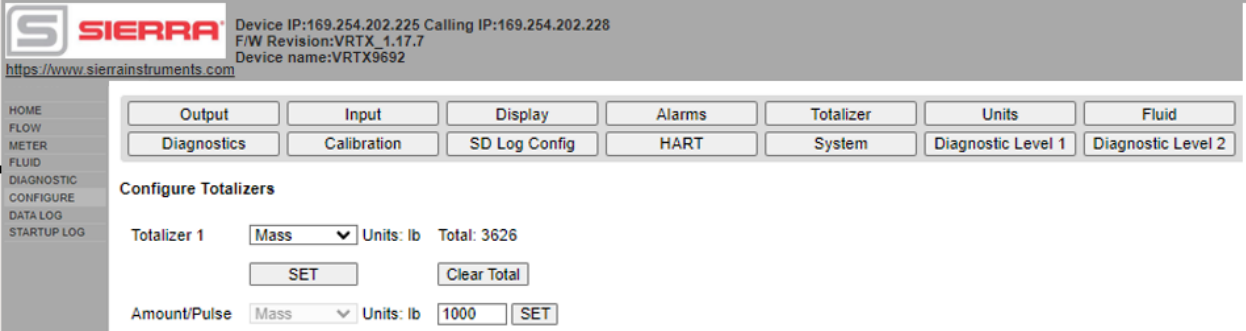 SIERRA
Device IP:169.254.202.225 Calling IP:169.254.202.228
F/W Revision:VRTX_1.17.7
Device name:VRTX9692
https://www.sierrainstruments.com
HOME
FLOW
METER
FLUID
DIAGNOSTIC
CONFIGURE
DATA LOG
STARTUP LOG
Output Input Display Alarms Totalizer Units Fluid
Diagnostics Calibration SD Log Config HART System Diagnostic Level 1 Diagnostic Level 2
Configure Totalizers
Totalizer 1 Mass Units: lb Total: 3626
SET Clear Total
Amount/Pulse Mass Units: lb 1000 SET